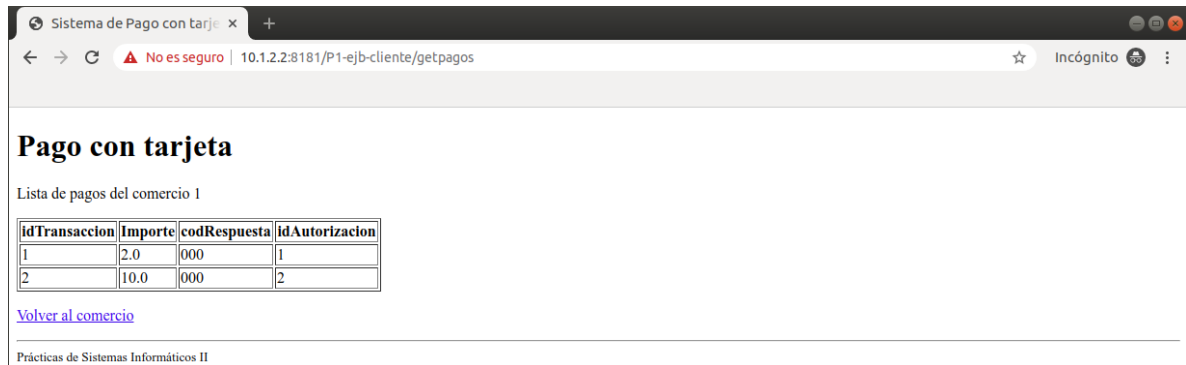 Sistema de Pago con tarje
No es seguro | 10.1.2.2:8181/P1-ejb-cliente/getpagos Incógnito
Pago con tarjeta
Lista de pagos del comercio 1
idTransaccion Importe codRespuesta idAutorizacion
1 2.0 000 1
2 10.0 000 2
Volver al comercio
Prácticas de Sistemas Informáticos II